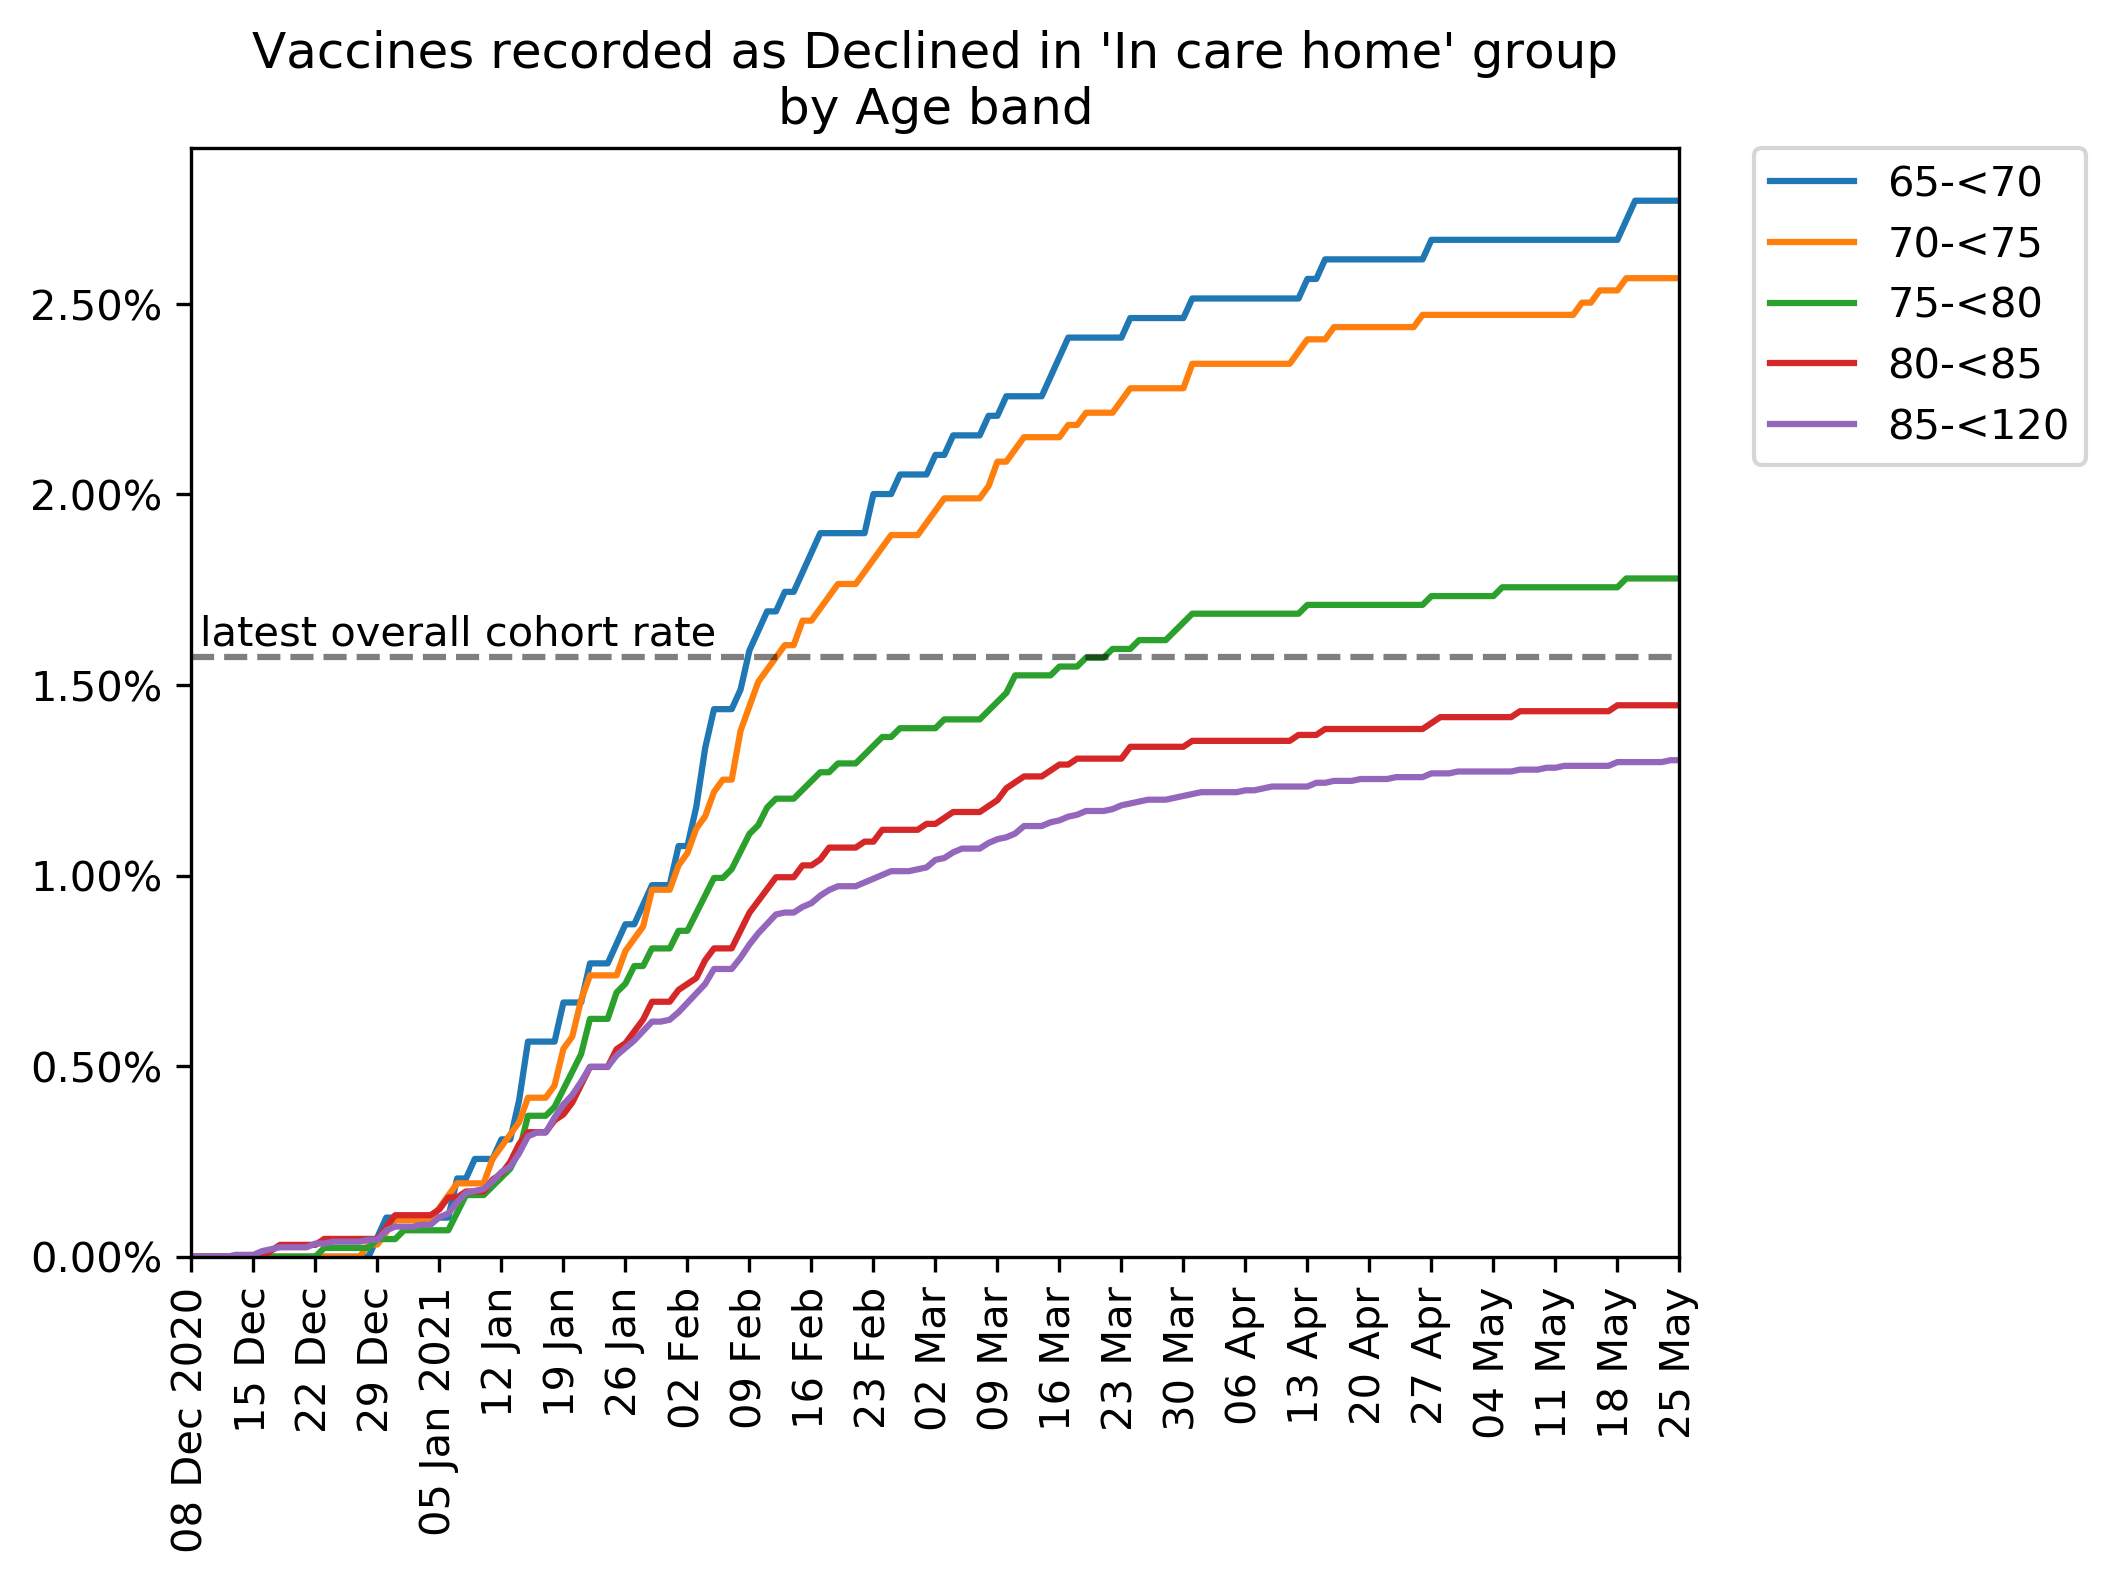 Vaccines recorded as Declined in 'In care home' group
by Age band
65-<70
70-<75
75-<80
80-<85
85-<120
2.50%
2.00%
latest overall cohort rate
1.50%
1.00%
0.50%
0.00%
08 Dec 2020
15 Dec
22 Dec
29 Dec
05 Jan 2021
12 Jan
19 Jan
26 Jan
02 Feb
09 Feb
16 Feb
23 Feb
02 Mar
09 Mar
16 Mar
23 Mar
30 Mar
06 Apr
13 Apr
20 Apr
27 Apr
04 May
11 May
18 May
25 May